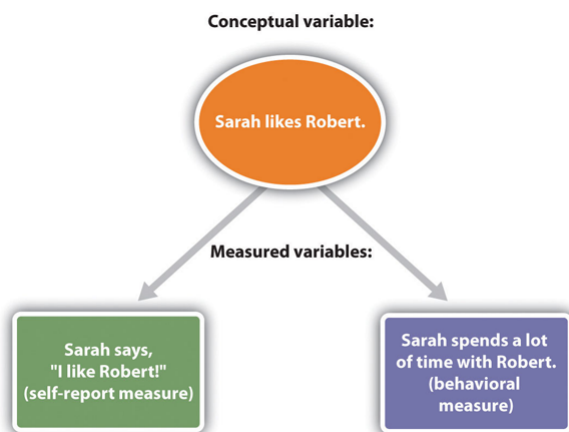 Conceptual variable:
Sarah likes Robert.
Measured variables:
Sarah says,
"I like Robert!"
(self-report measure)
Sarah spends a lot
of time with Robert.
(behavioral
measure)